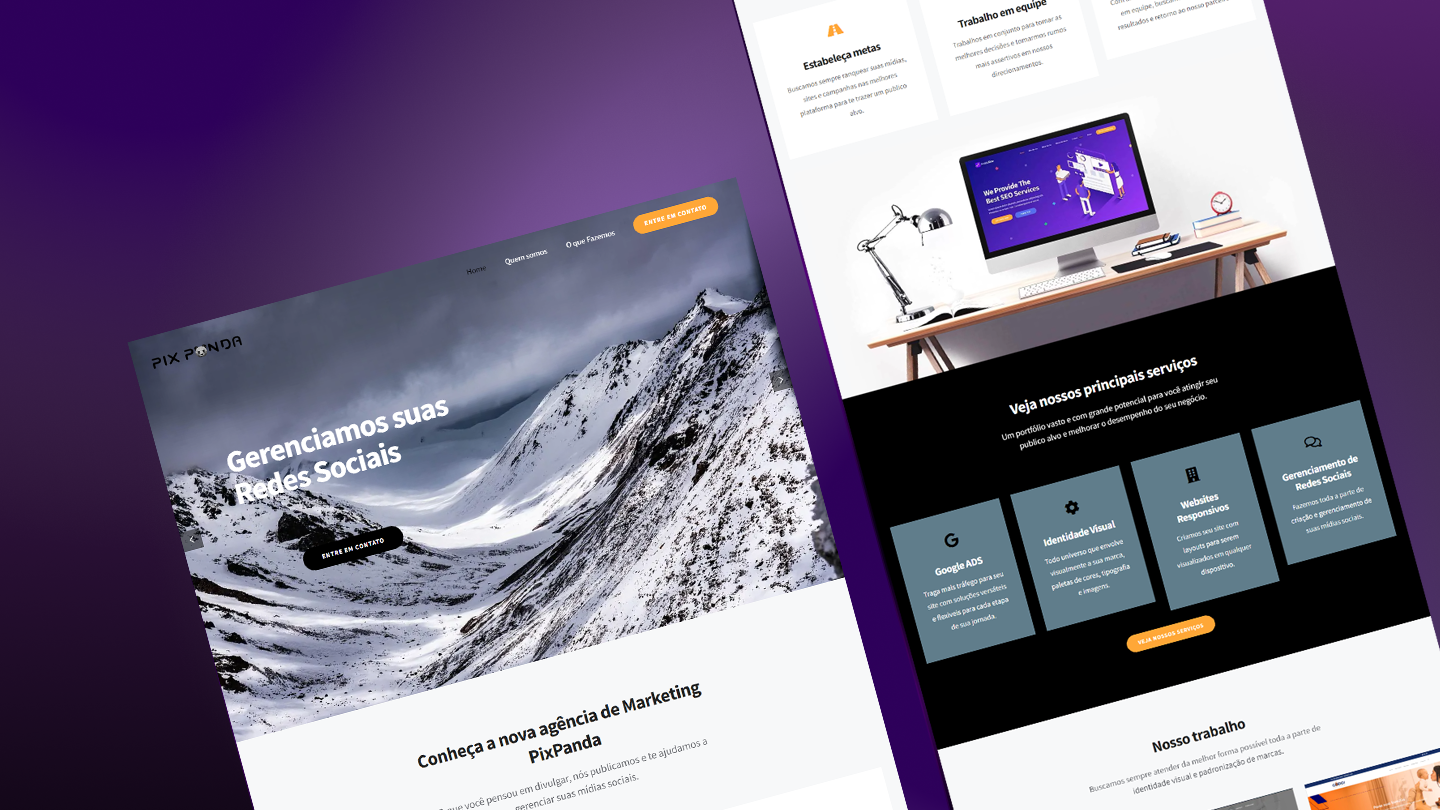 PIX PANDA
Home
Quem somos
O que Fazemos
ENTRE EM CONTATO
Gerenciamos suas
Redes Sociais
ENTRE EM CONTATO
Conheça a nova agência de Marketing
PixPanda
que você pensou em divulgar, nós publicamos e te ajudamos a
gerenciar suas mídias sociais.
Estabeleça metas
Buscamos sempre ranquear suas mídias,
sites e campanhas nas melhores
plataforma para te trazer um publico
alvo.
Trabalho em equipe
Trabalhos em conjunto para tomar as
melhores decisões e tomarmos rumos
mais assertivos em nossos
direcionamentos.
em equipe,
resultados e retorno ao nosso
We Provide The
Best SEO Services
Veja nossos principais serviços
Um portfólio vasto e com grande potencial para você atingir seu
publico alvo e melhorar o desempenho do seu negócio.
Google ADS
Traga mais tráfego para seu
site com soluções versáteis
e flexíveis para cada etapa
de sua jornada.
Identidade Visual
Todo universo que envolve
visualmente a sua marca,
paletas de cores, tipografia
e imagens.
Websites
Responsivos
Criamos seu site com
layouts para serem
visualizados em qualquer
dispositivo.
Gerenciamento de
Redes Sociais
Fazemos toda a parte de
criação e gerenciamento de
suas mídias sociais.
VEJA NOSSOS SERVIÇOS
Nosso trabalho
Buscamos sempre atender da melhor forma possível toda a parte de
identidade visual e padronização de marcas.